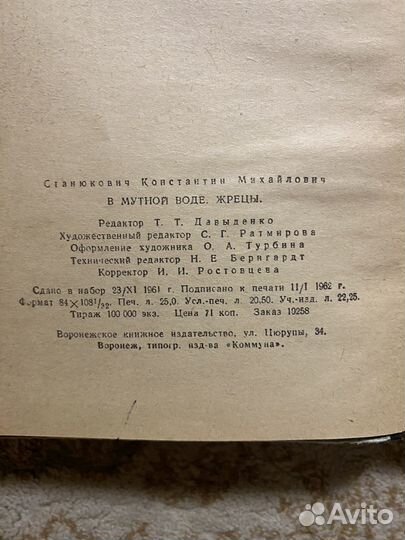 Станюкович Константин Михайлович
В МУТНОЙ ВОДЕ. ЖРЕЦЫ.
Редактор Т. Т. Давыденко
Художественный редактор С. Г. Ратмирова
Оформление художника О. А. Турбина
Технический редактор Н. Е. Бернгардт
Корректор И. И. Ростовцева
Сдано в набор 23/XI 1961 г. Подписано к печати 11/I 1962 г.
Формат 84×108 1/32. Печ. л. 25,0. Усл.-печ. л. 20,50. Уч.-изд. л. 22,25.
Тираж 100 000 экз. Цена 71 коп. Заказ 10258
Воронежское книжное издательство, ул. Цюрупы, 34.
Воронеж, типогр. изд-ва «Коммуна».
Avito